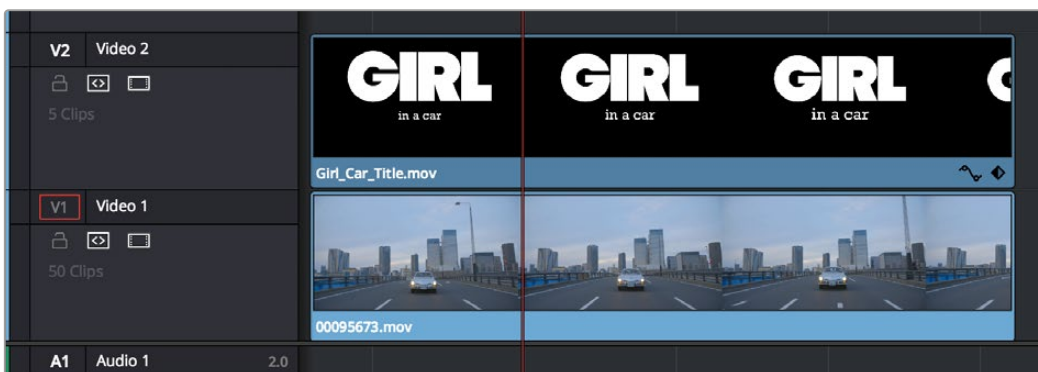 V2 Video 2
5 Clips
GIRL GIRL GIRL
in a car in a car in a car
Girl_Car_Title.mov
V1 Video 1
50 Clips
00095673.mov
A1 Audio 1 2.0